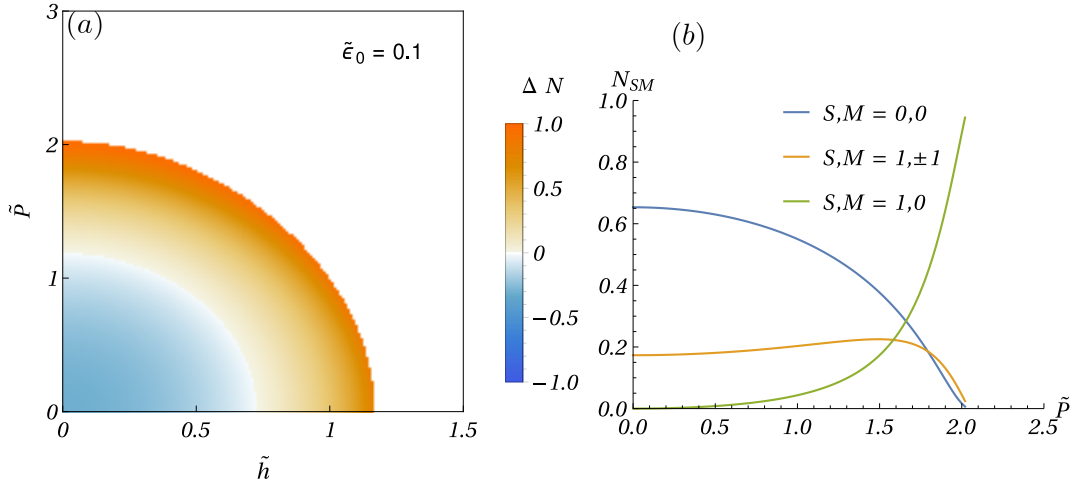 (a)
ε̃₀ = 0.1
3
2
1
0
P̃
0
0.5
1
1.5
h̃
Δ N
1.0
0.5
0
−0.5
−1.0
(b)
N_SM
1.0
0.8
0.6
0.4
0.2
0.0
S,M = 0,0
S,M = 1,±1
S,M = 1,0
0.0
0.5
1.0
1.5
2.0
2.5
P̃